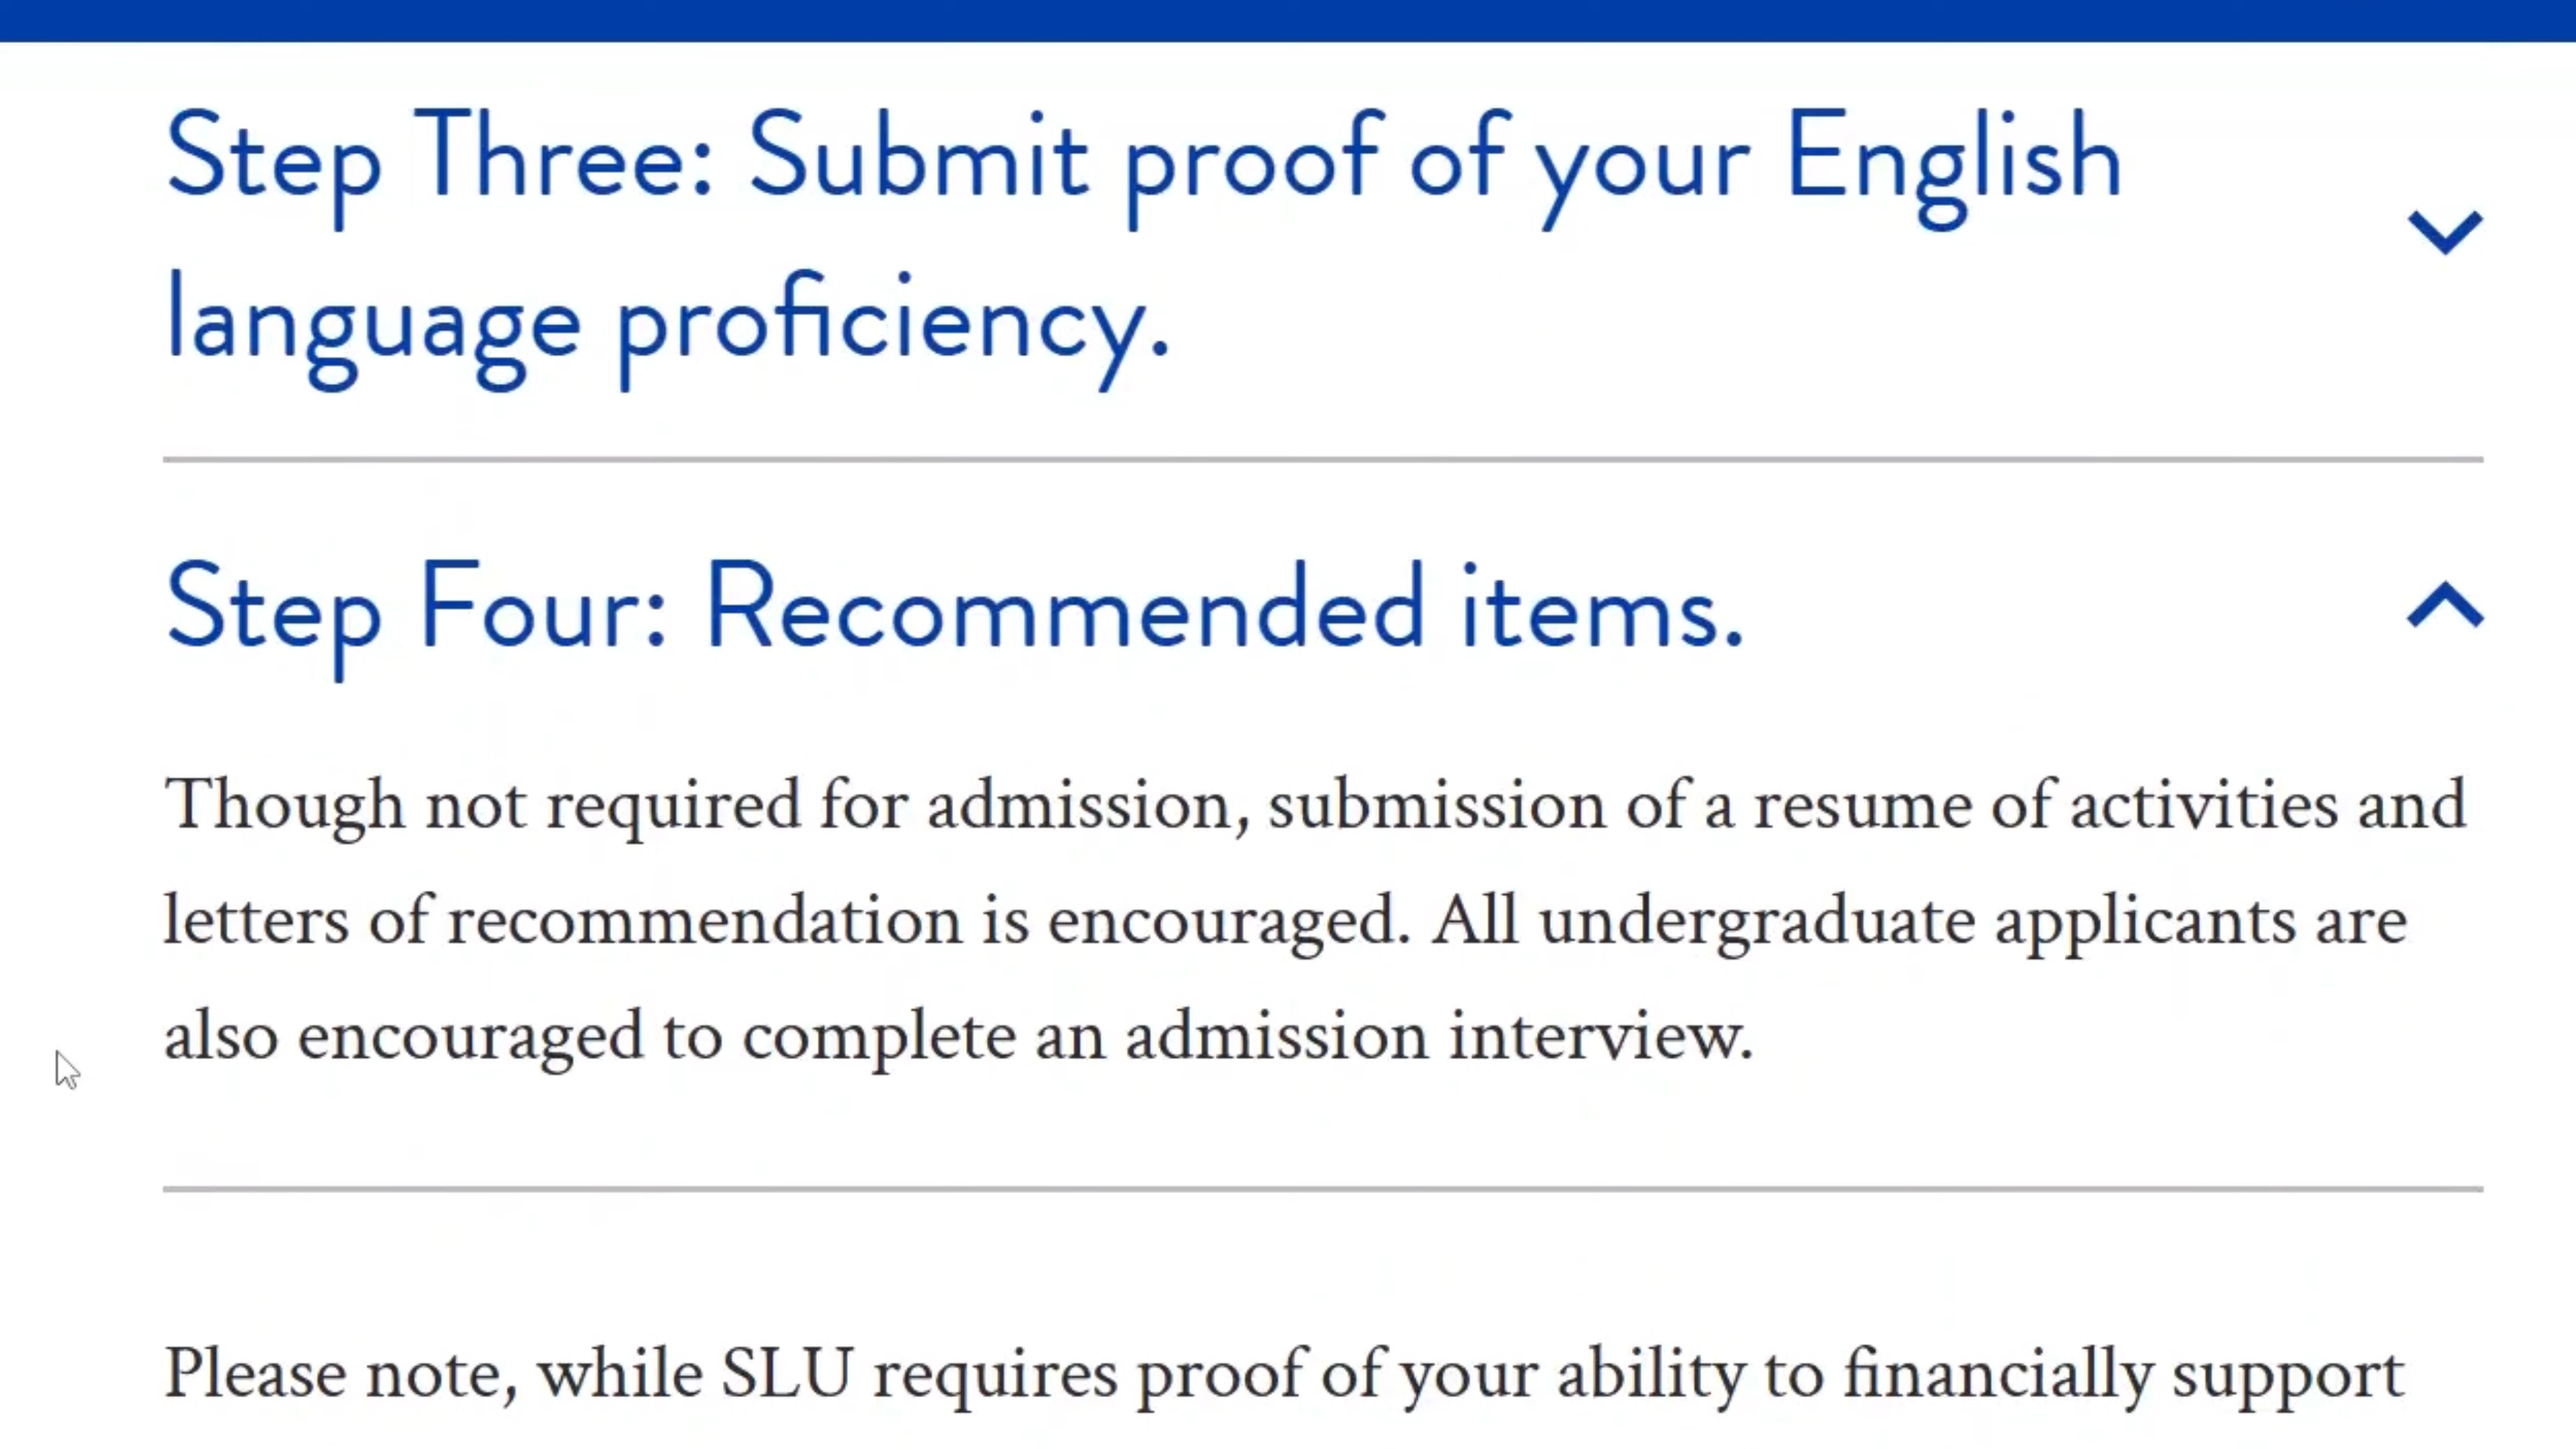 Step Three: Submit proof of your English
language proficiency.
Step Four: Recommended items.
Though not required for admission, submission of a resume of activities and
letters of recommendation is encouraged. All undergraduate applicants are
also encouraged to complete an admission interview.
Please note, while SLU requires proof of your ability to financially support